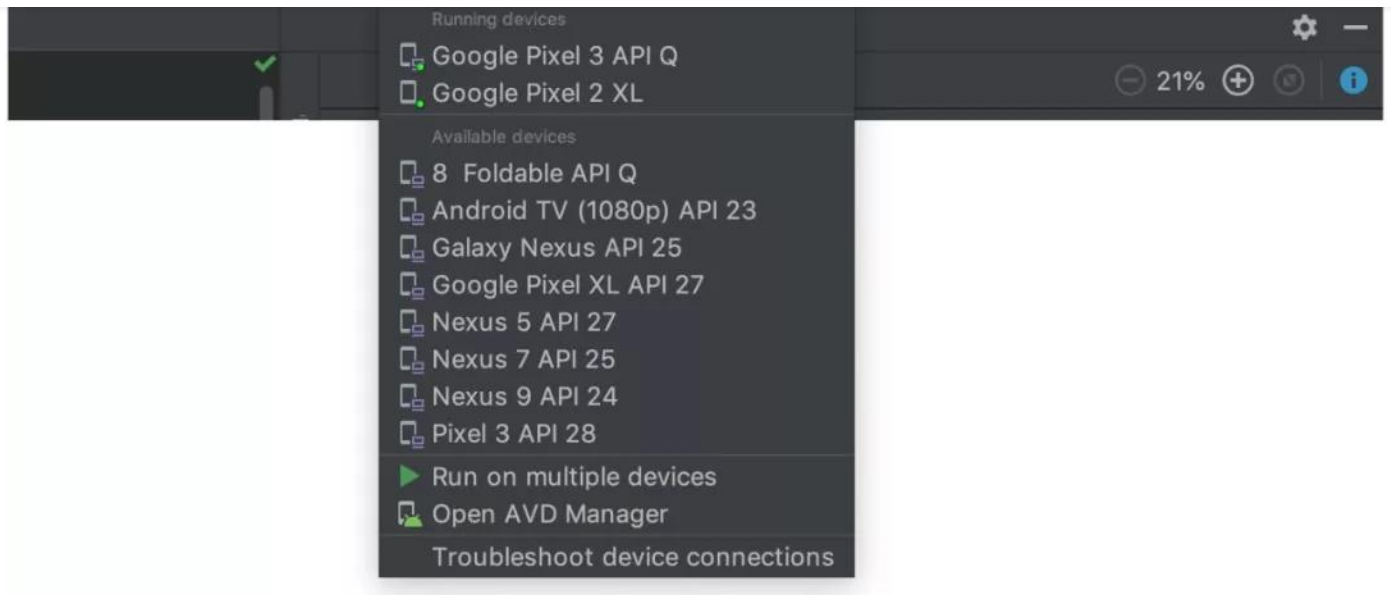 Running devices
Google Pixel 3 API Q
Google Pixel 2 XL
21%
Available devices
8  Foldable API Q
Android TV (1080p) API 23
Galaxy Nexus API 25
Google Pixel XL API 27
Nexus 5 API 27
Nexus 7 API 25
Nexus 9 API 24
Pixel 3 API 28
Run on multiple devices
Open AVD Manager
Troubleshoot device connections